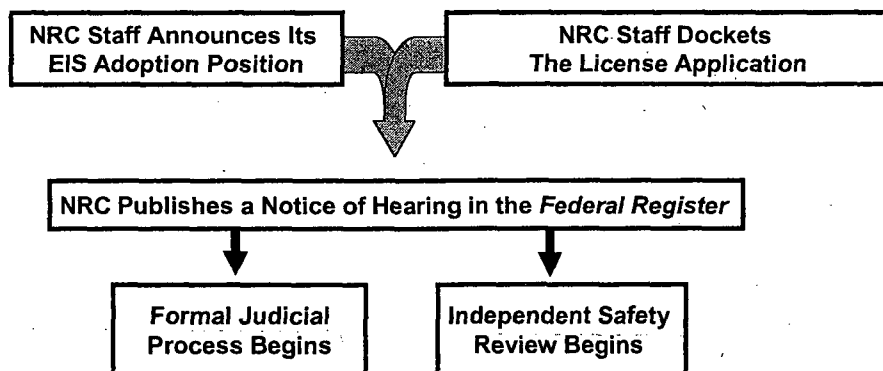 NRC Staff Announces Its
EIS Adoption Position
NRC Staff Dockets
The License Application
NRC Publishes a Notice of Hearing in the Federal Register
Formal Judicial
Process Begins
Independent Safety
Review Begins